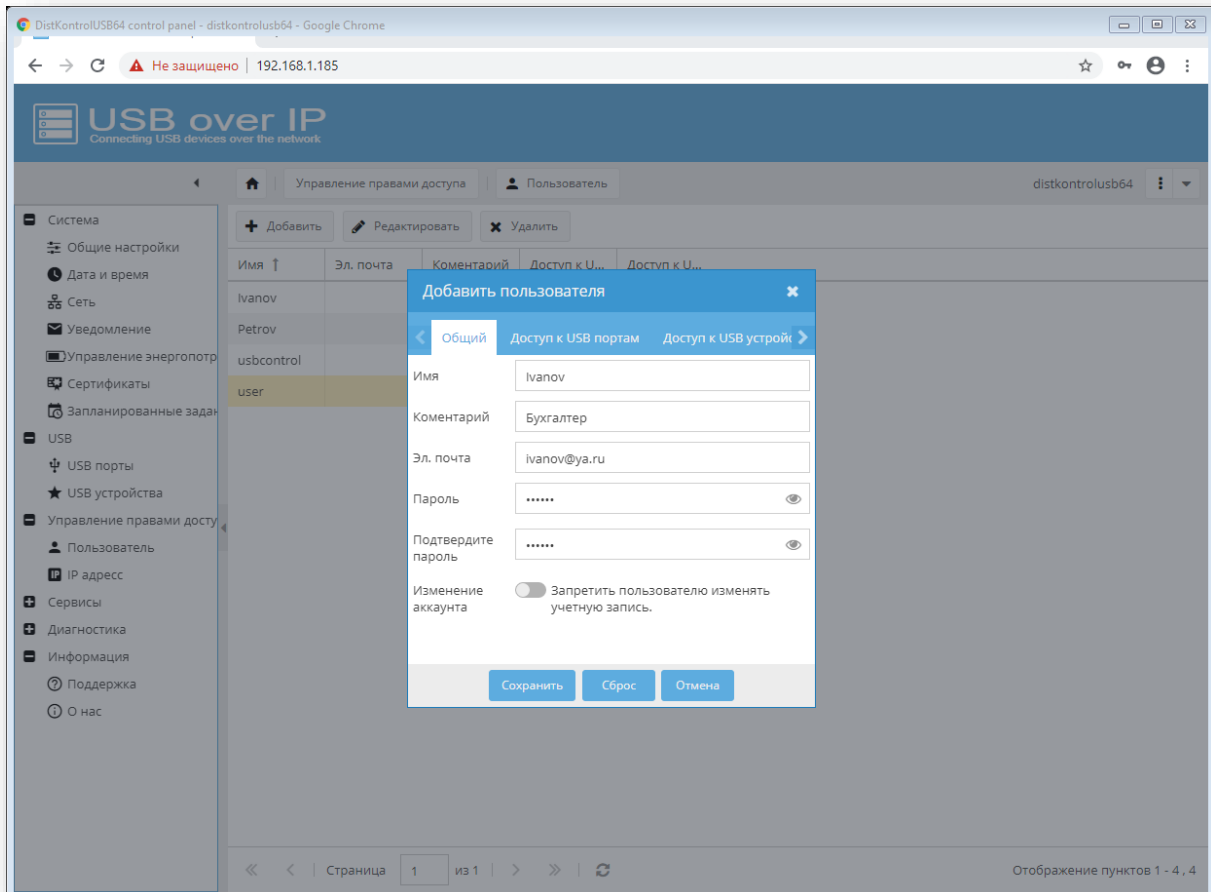 DistKontrolUSB64 control panel - distkontrolusb64 - Google Chrome
Не защищено | 192.168.1.185
USB over IP
Connecting USB devices over the network
Управление правами доступа
Пользователь
distkontrolusb64
Система
Общие настройки
Дата и время
Сеть
Уведомление
Управление энергопотр
Сертификаты
Запланированные задан
USB
USB порты
USB устройства
Управление правами досту
Пользователь
IP адресс
Сервисы
Диагностика
Информация
Поддержка
О нас
Добавить
Редактировать
Удалить
Имя
Эл. почта
Коментарий
Доступ к U...
Доступ к U...
Ivanov
Petrov
usbcontrol
user
Добавить пользователя
Общий
Доступ к USB портам
Доступ к USB устройс
Имя
Ivanov
Коментарий
Бухгалтер
Эл. почта
ivanov@ya.ru
Пароль
••••••
Подтвердите
пароль
••••••
Изменение
аккаунта
Запретить пользователю изменять
учетную запись.
Сохранить
Сброс
Отмена
Страница 1 из 1
Отображение пунктов 1 - 4 , 4